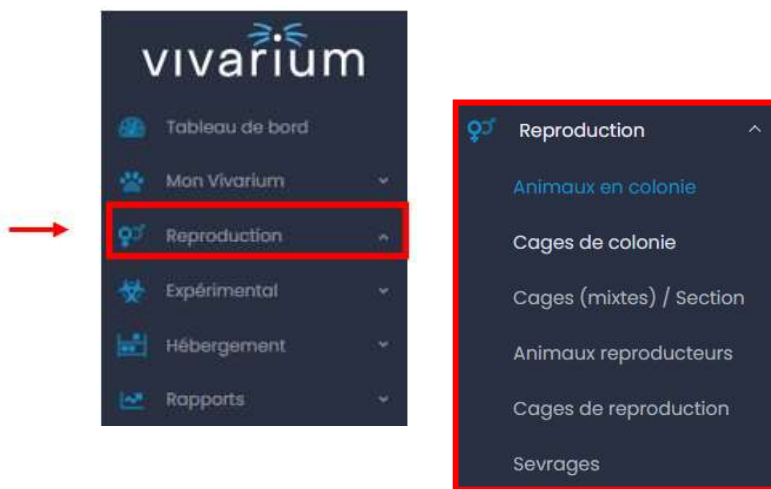 vivarium
Tableau de bord
Mon Vivarium
Reproduction
Expérimental
Hébergement
Rapports
Reproduction
Animaux en colonie
Cages de colonie
Cages (mixtes) / Section
Animaux reproducteurs
Cages de reproduction
Sevrages